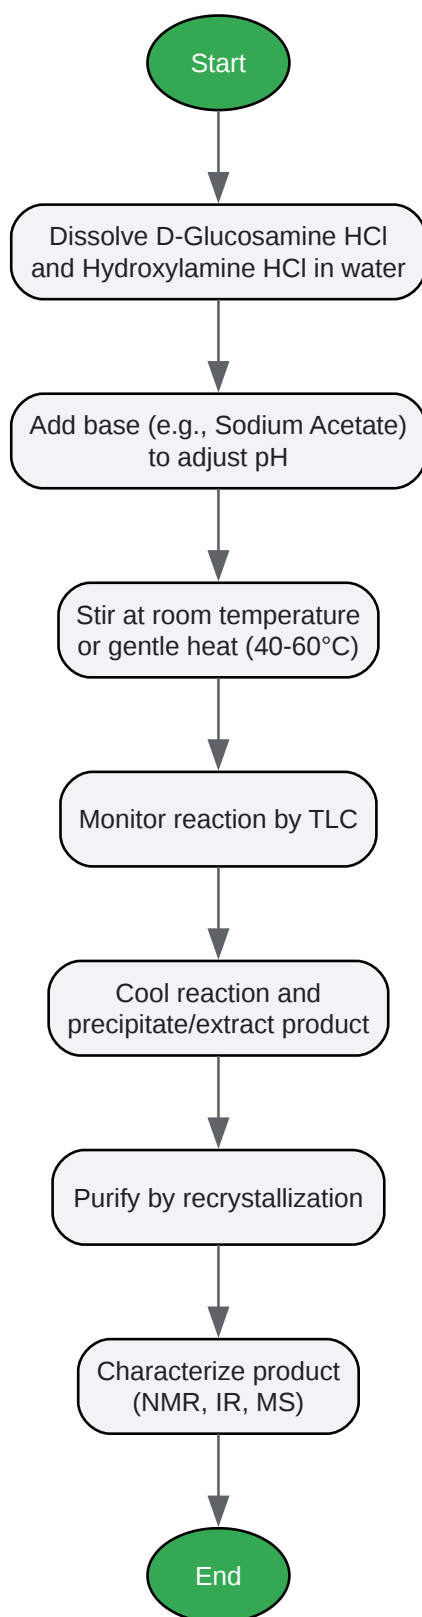 Start
Dissolve D-Glucosamine HCl
and Hydroxylamine HCl in water
Add base (e.g., Sodium Acetate)
to adjust pH
Stir at room temperature
or gentle heat (40-60°C)
Monitor reaction by TLC
Cool reaction and
precipitate/extract product
Purify by recrystallization
Characterize product
(NMR, IR, MS)
End